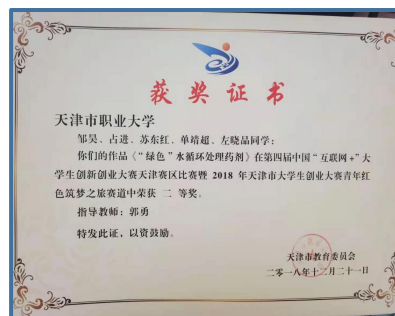 获奖证书
天津市职业大学
邹昊、占进、苏东红、单靖超、左晓品同学：
你们的作品《“绿色”水循环处理药剂》在第四届中国“互联网+”大
学生创新创业大赛天津赛区比赛暨 2018 年天津市大学生创业大赛青年红
色筑梦之旅赛道中荣获 二 等奖。
指导教师：郭勇
特发此证，以资鼓励。
天津市教育委员会
二零一八年十二月二十一日